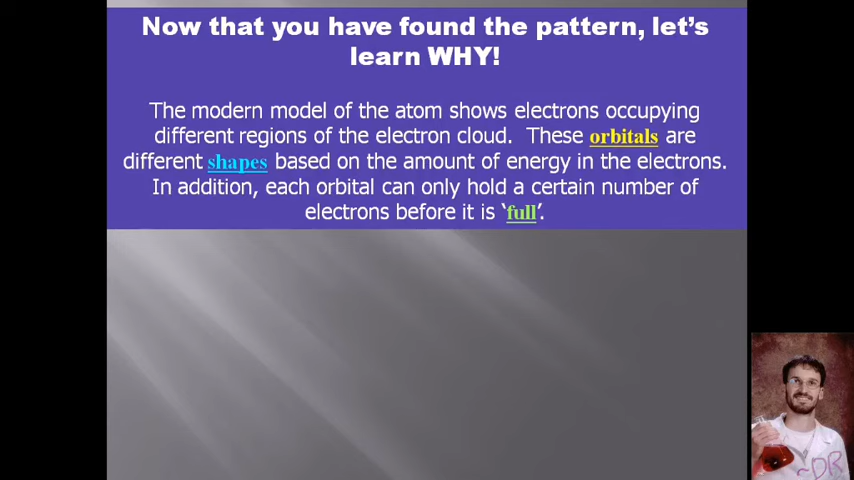 Now that you have found the pattern, let’s
learn WHY!
The modern model of the atom shows electrons occupying
different regions of the electron cloud. These orbitals are
different shapes based on the amount of energy in the electrons.
In addition, each orbital can only hold a certain number of
electrons before it is ‘full’.
~DR